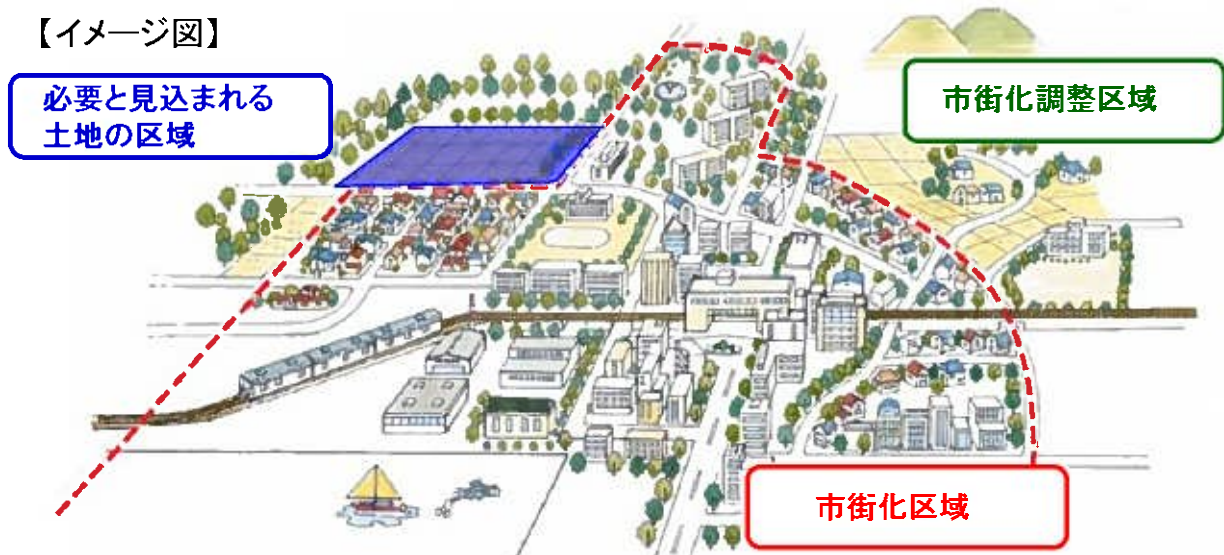 【イメージ図】
必要と見込まれる
土地の区域
市街化調整区域
市街化区域